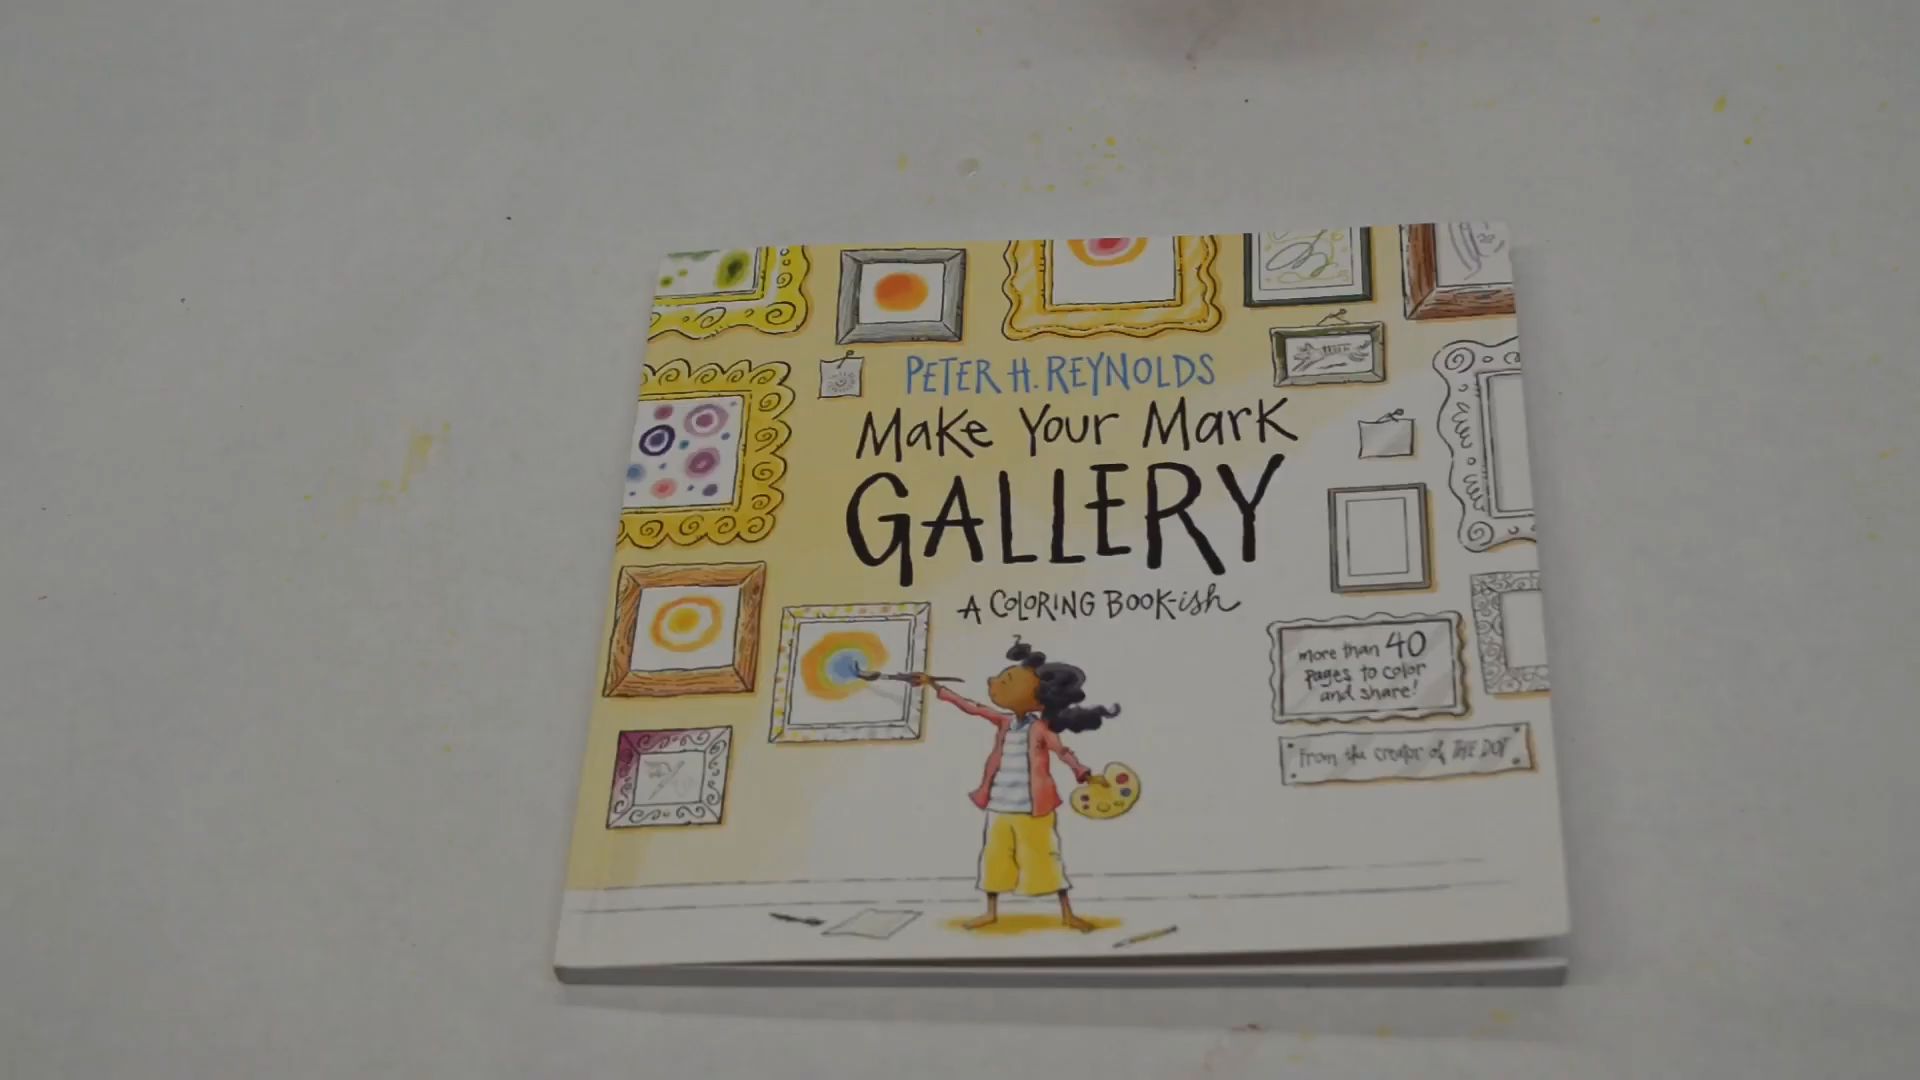 PETER H. REYNOLDS
Make Your Mark
GALLERY
A COLORING BOOK-ish
more than 40
pages to color
and share!
From the creator of THE DOT